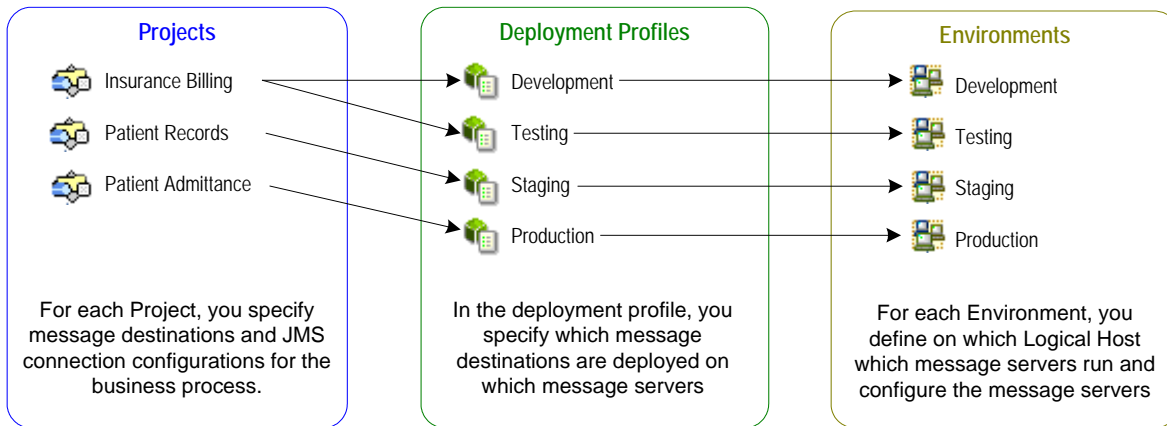 Projects
Insurance Billing
Patient Records
Patient Admittance
For each Project, you specify
message destinations and JMS
connection configurations for the
business process.
Deployment Profiles
Development
Testing
Staging
Production
In the deployment profile, you
specify which message
destinations are deployed on
which message servers
Environments
Development
Testing
Staging
Production
For each Environment, you
define on which Logical Host
which message servers run and
configure the message servers